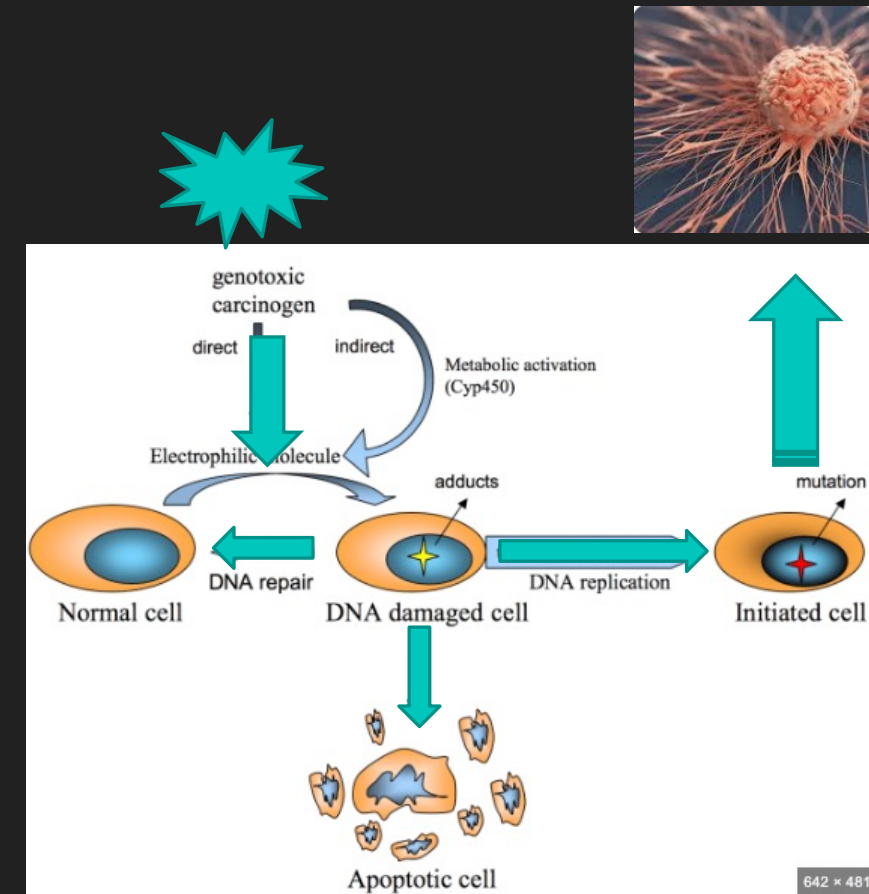 genotoxic
carcinogen
direct
indirect
Metabolic activation
(Cyp450)
Electrophilic molecule
adducts
mutation
DNA repair
DNA replication
Normal cell
DNA damaged cell
Initiated cell
Apoptotic cell
642 × 481